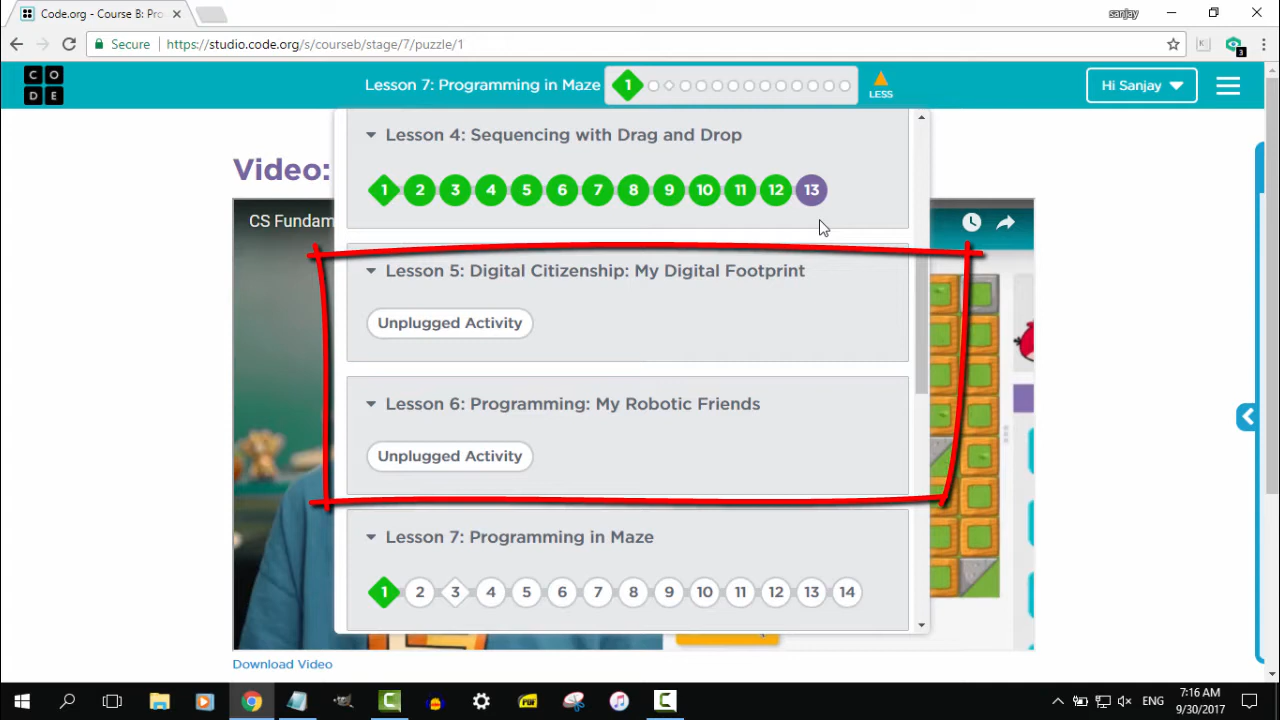 Code.org - Course B: Pro
sanjay
Secure
https://studio.code.org/s/courseb/stage/7/puzzle/1
3
C O
D E
Lesson 7: Programming in Maze
1
LESS
Hi Sanjay
Video:
CS Fundam
Lesson 4: Sequencing with Drag and Drop
1 2 3 4 5 6 7 8 9 10 11 12 13
Lesson 5: Digital Citizenship: My Digital Footprint
Unplugged Activity
Lesson 6: Programming: My Robotic Friends
Unplugged Activity
Lesson 7: Programming in Maze
1 2 3 4 5 6 7 8 9 10 11 12 13 14
Download Video
PDF
ENG
7:16 AM
9/30/2017